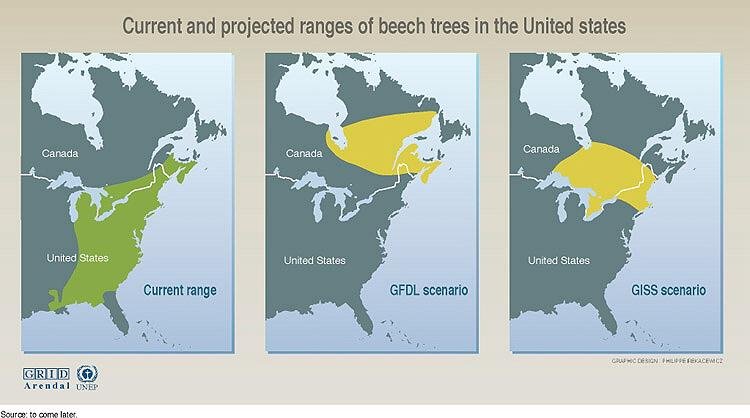 Current and projected ranges of beech trees in the United states
Canada
United States
Current range
Canada
United States
GFDL scenario
Canada
United States
GISS scenario
GRAPHIC DESIGN : PHILIPPE REKACEWICZ
GRID
Arendal
UNEP
Source: to come later.